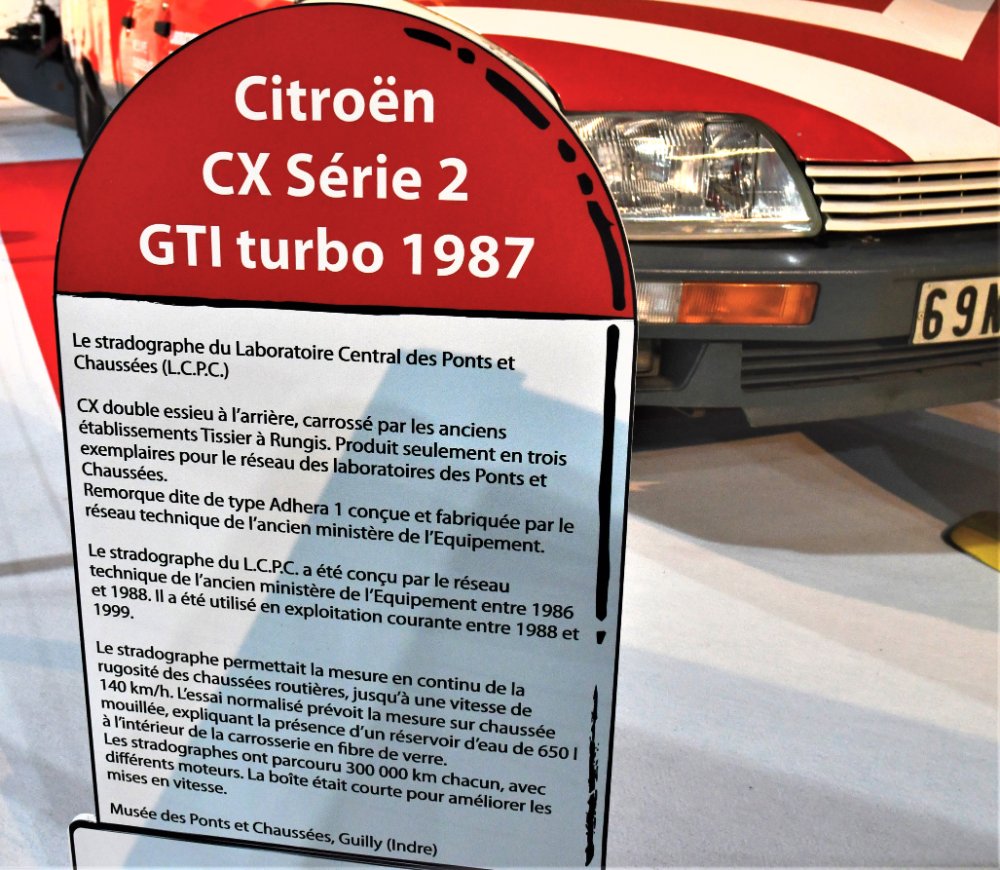 Citroën
CX Série 2
GTI turbo 1987
Le stradographe du Laboratoire Central des Ponts et
Chaussées (L.C.P.C.)
CX double essieu à l'arrière, carrossé par les anciens
établissements Tissier à Rungis. Produit seulement en trois
exemplaires pour le réseau des laboratoires des Ponts et
Chaussées.
Remorque dite de type Adhera 1 conçue et fabriquée par le
réseau technique de l'ancien ministère de l'Equipement.
Le stradographe du L.C.P.C. a été conçu par le réseau
technique de l'ancien ministère de l'Equipement entre 1986
et 1988. Il a été utilisé en exploitation courante entre 1988 et
1999.
Le stradographe permettait la mesure en continu de la
rugosité des chaussées routières, jusqu'à une vitesse de
140 km/h. L'essai normalisé prévoit la mesure sur chaussée
mouillée, expliquant la présence d'un réservoir d'eau de 650 l
à l'intérieur de la carrosserie en fibre de verre.
Les stradographes ont parcouru 300 000 km chacun, avec
différents moteurs. La boîte était courte pour améliorer les
mises en vitesse.
Musée des Ponts et Chaussées, Guilly (Indre)
69